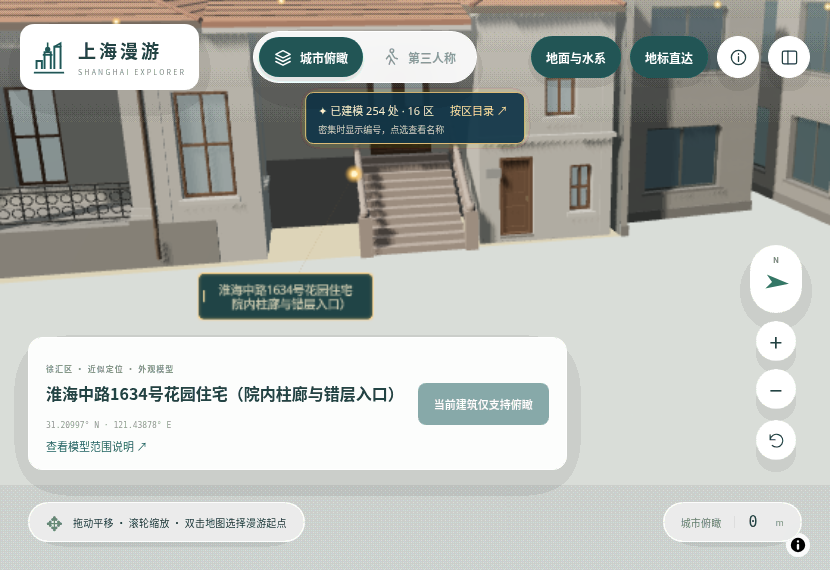 上海漫游
SHANGHAI EXPLORER
城市俯瞰
第三人称
地面与水系
地标直达
✦ 已建模 254 处 · 16 区 按区目录 ↗
密集时显示编号，点选查看名称
N
淮海中路1634号花园住宅
院内柱廊与错层入口）
徐汇区 · 近似定位 · 外观模型
淮海中路1634号花园住宅（院内柱廊与错层入口）
31.20997° N · 121.43878° E
查看模型范围说明 ↗
当前建筑仅支持俯瞰
拖动平移 · 滚轮缩放 · 双击地图选择漫游起点
城市俯瞰 0 m